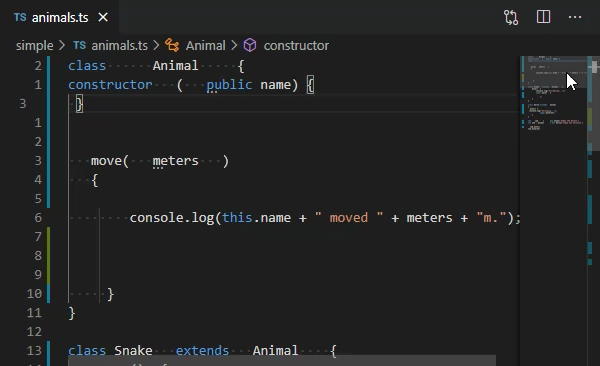 TS animals.ts ×
simple > TS animals.ts > Animal > constructor
2 class Animal {
1 constructor ( public name) {
3 }
1
2
3 move( meters )
4 {
5
6 console.log(this.name + " moved " + meters + "m.");
7
8
9
10 }
11 }
12
13 class Snake extends Animal {